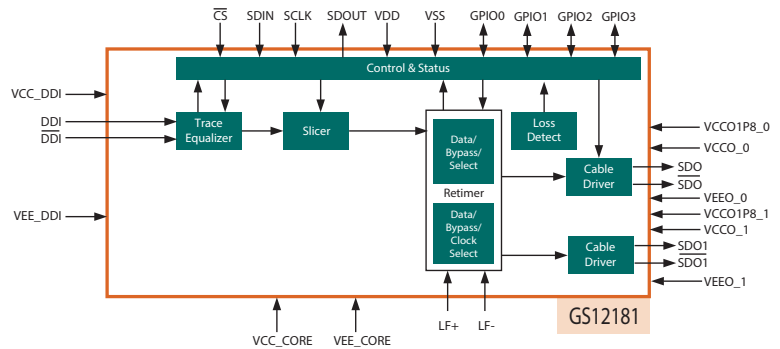 CS SDIN SCLK SDOUT VDD VSS GPIO0 GPIO1 GPIO2 GPIO3
Control & Status
VCC_DDI
DDI
DDI
VEE_DDI
Trace
Equalizer
Slicer
Data/
Bypass/
Select
Retimer
Data/
Bypass/
Clock
Select
Loss
Detect
Cable
Driver
Cable
Driver
VCCO1P8_0
VCCO_0
SDO
SDO
VEEO_0
VCCO1P8_1
VCCO_1
SDO1
SDO1
VEEO_1
VCC_CORE
VEE_CORE
LF+
LF-
GS12181